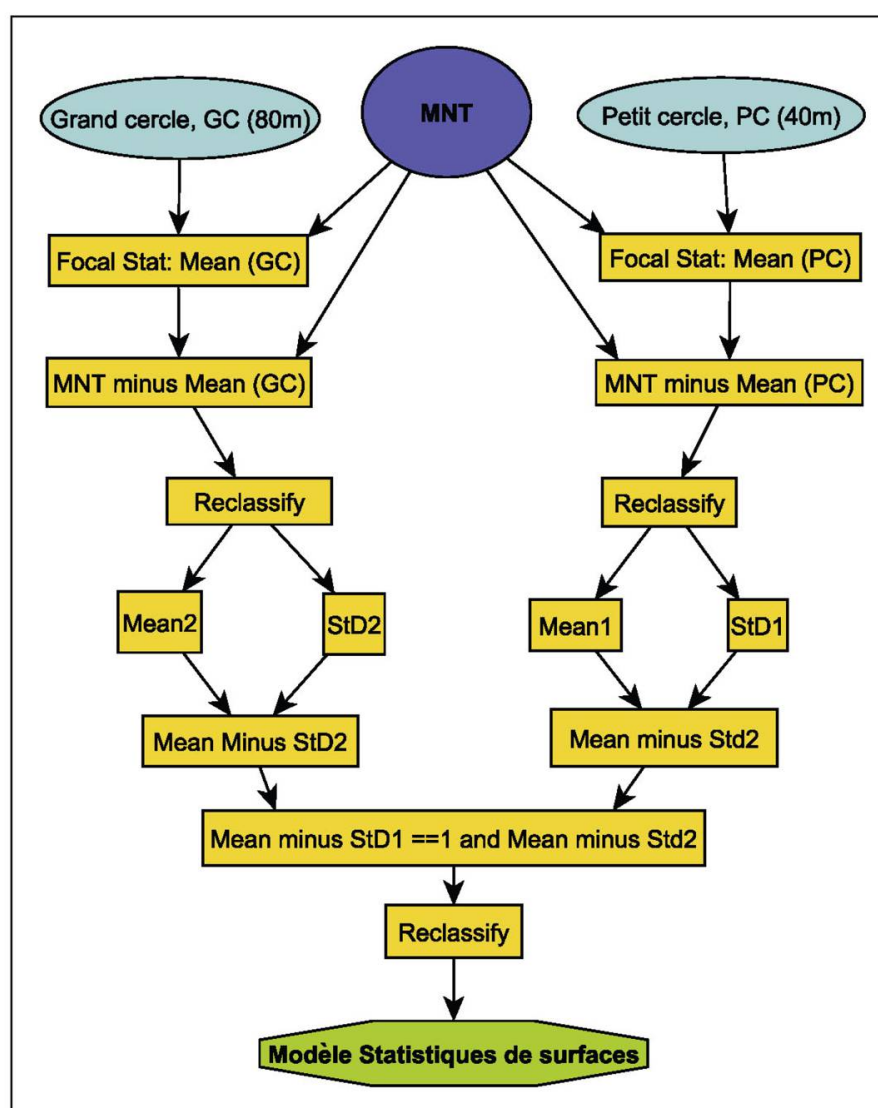 Grand cercle, GC (80m)
MNT
Petit cercle, PC (40m)
Focal Stat: Mean (GC)
Focal Stat: Mean (PC)
MNT minus Mean (GC)
MNT minus Mean (PC)
Reclassify
Reclassify
Mean2
StD2
Mean1
StD1
Mean Minus StD2
Mean minus Std2
Mean minus StD1 ==1 and Mean minus Std2
Reclassify
Modèle Statistiques de surfaces